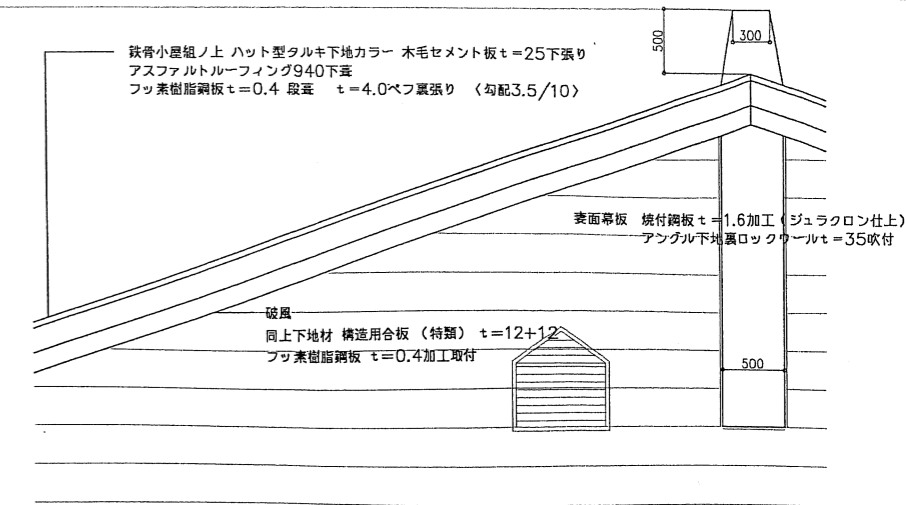 500
300
鉄骨小屋組ノ上 ハット型タルキ下地カラー 木毛セメント板t=25下張り
アスファルトルーフィング940下葺
フッ素樹脂鋼板t=0.4 段葺 t=4.0ペフ裏張り 〈勾配3.5/10〉
妻面幕板 焼付鋼板t=1.6加工(ジュラクロン仕上)
アングル下地裏ロックウールt=35吹付
破風
同上下地材 構造用合板 (特類) t=12+12
フッ素樹脂鋼板 t=0.4加工取付
500